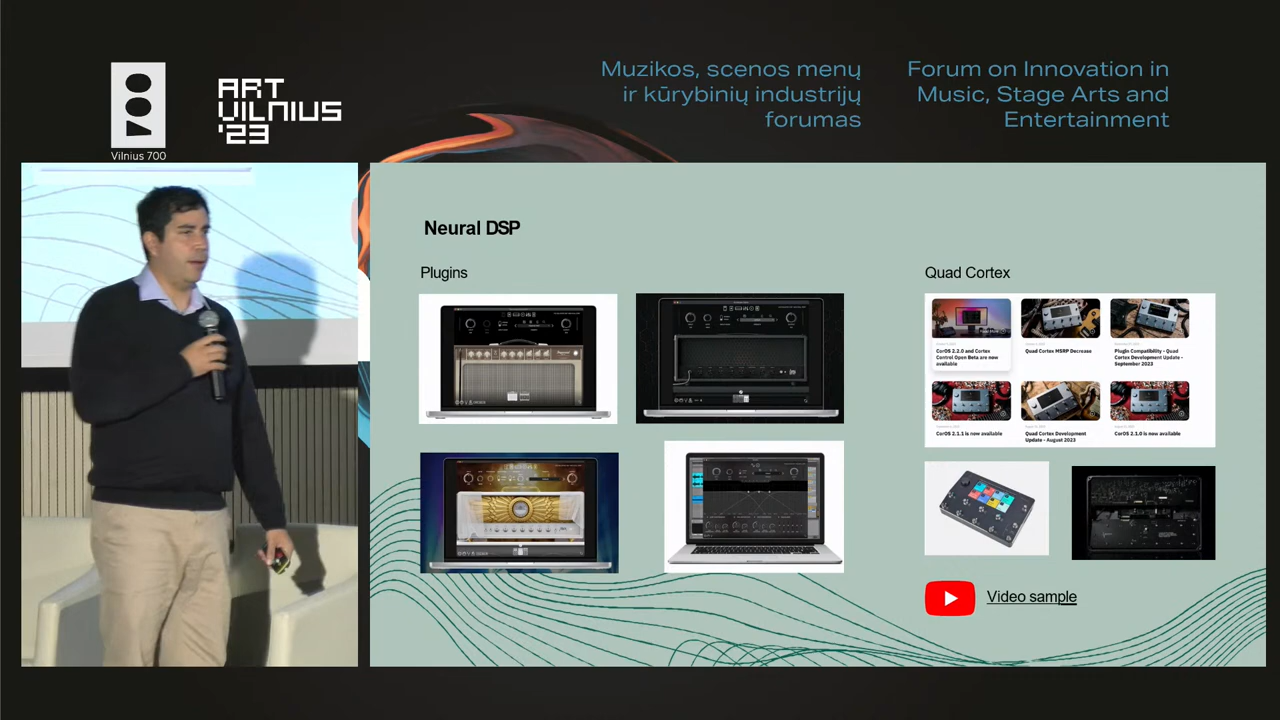 Vilnius 700
ART
VILNIUS
'23
Muzikos, scenos menų
ir kūrybinių industrijų
forumas
Forum on Innovation in
Music, Stage Arts and
Entertainment
Neural DSP
Plugins
Quad Cortex
CorOS 2.2.0 and Cortex
Control Open Beta are now
available
Quad Cortex MSRP Decrease
Plugin Compatibility - Quad
Cortex Development Update -
September 2023
CorOS 2.1.1 is now available
Quad Cortex Development
Update - August 2023
CorOS 2.1.0 is now available
Video sample